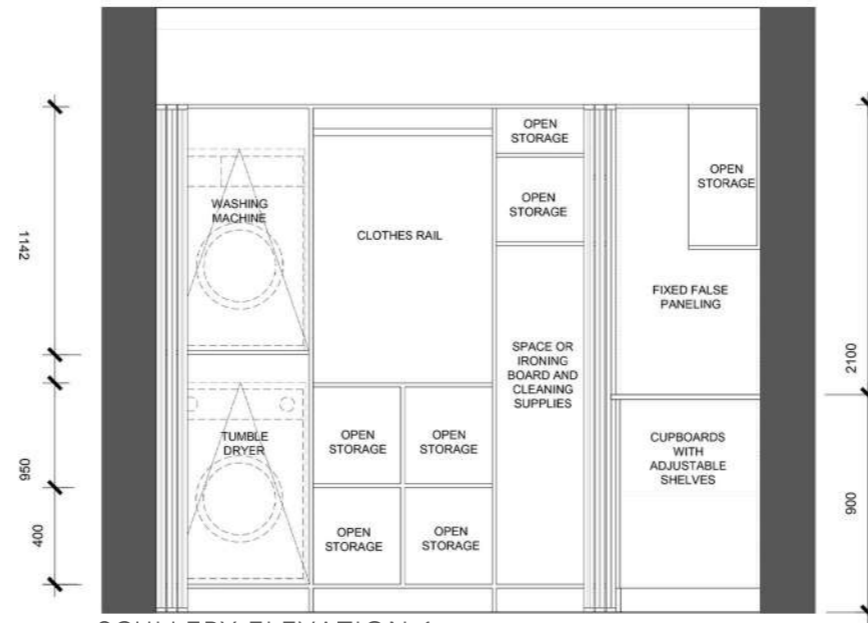 OPEN
STORAGE
OPEN
STORAGE
OPEN
STORAGE
WASHING
MACHINE
CLOTHES RAIL
FIXED FALSE
PANELING
SPACE OR
IRONING
BOARD AND
CLEANING
SUPPLIES
TUMBLE
DRYER
OPEN
STORAGE
OPEN
STORAGE
OPEN
STORAGE
OPEN
STORAGE
CUPBOARDS
WITH
ADJUSTABLE
SHELVES
1142
960
400
2100
900